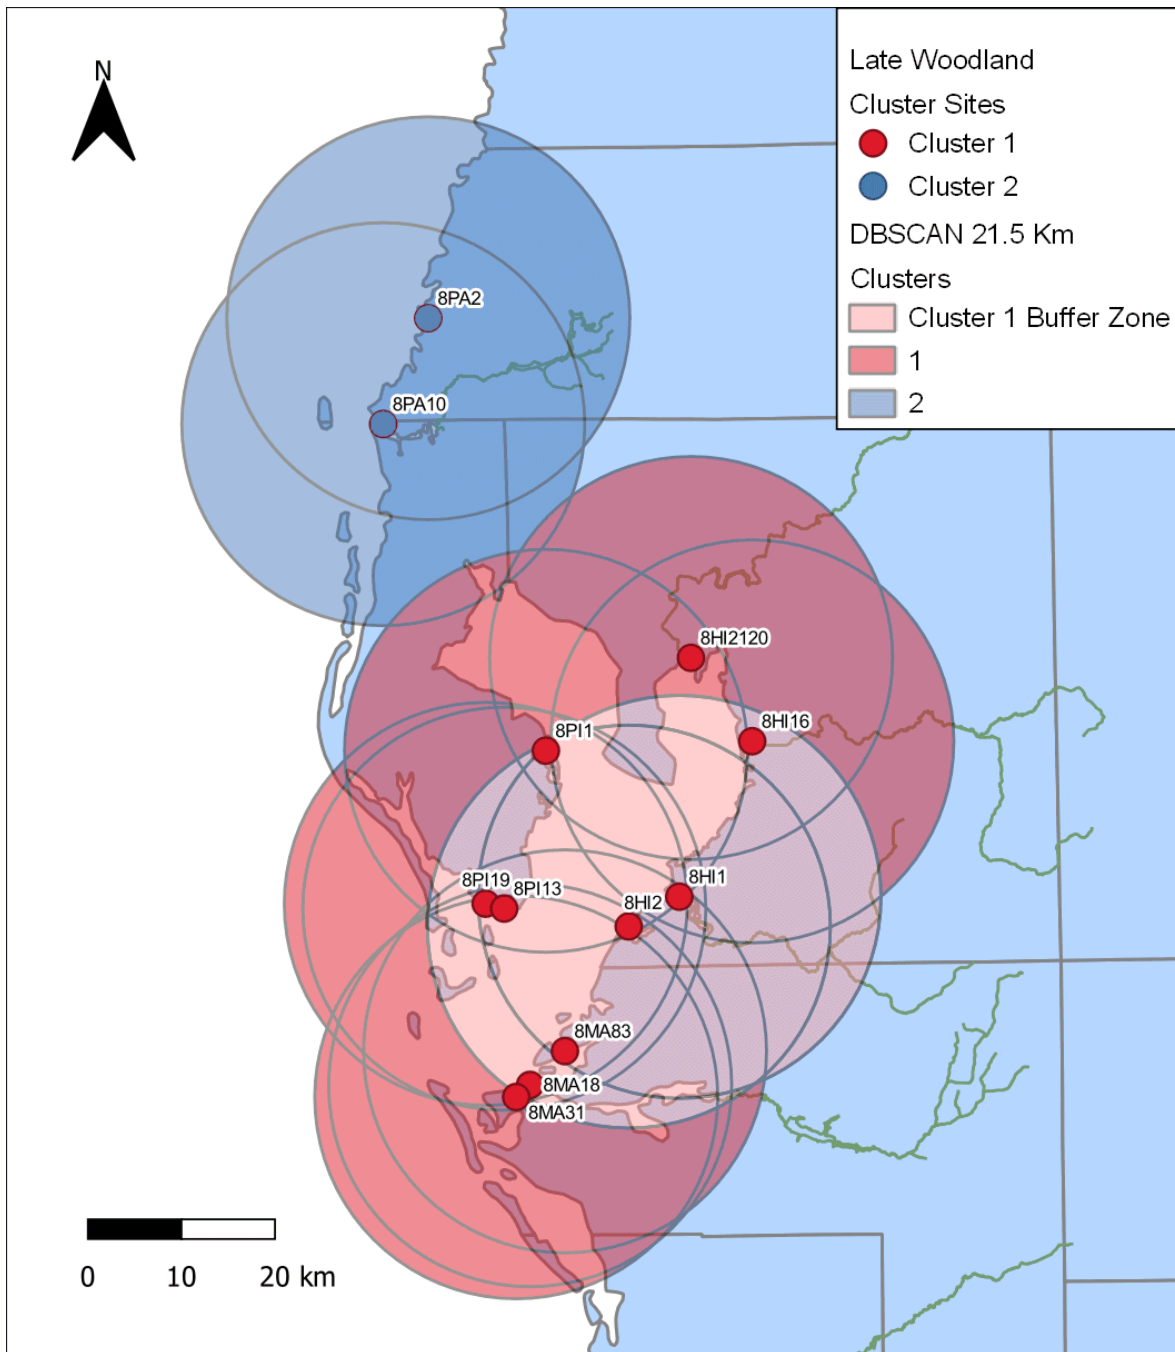 N
Late Woodland
Cluster Sites
Cluster 1
Cluster 2
DBSCAN 21.5 Km
Clusters
Cluster 1 Buffer Zone
1
2
8PA2
8PA10
8HI2120
8PI1
8HI16
8PI19
8PI13
8HI1
8HI2
8MA83
8MA18
8MA31
0 10 20 km